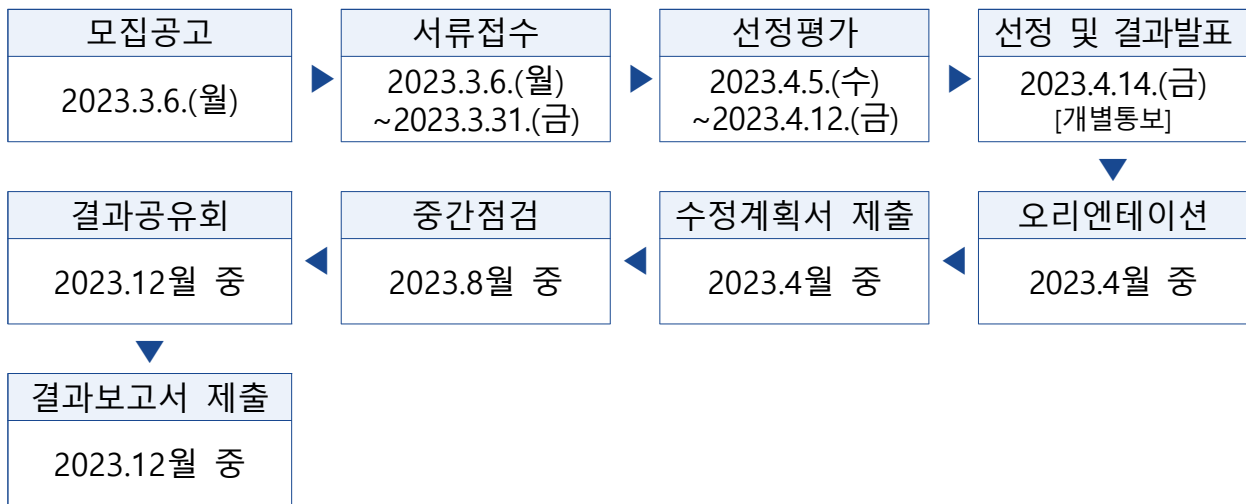 모집공고
2023.3.6.(월)
서류접수
2023.3.6.(월)
~2023.3.31.(금)
선정평가
2023.4.5.(수)
~2023.4.12.(금)
선정 및 결과발표
2023.4.14.(금)
[개별통보]
오리엔테이션
2023.4월 중
수정계획서 제출
2023.4월 중
중간점검
2023.8월 중
결과공유회
2023.12월 중
결과보고서 제출
2023.12월 중